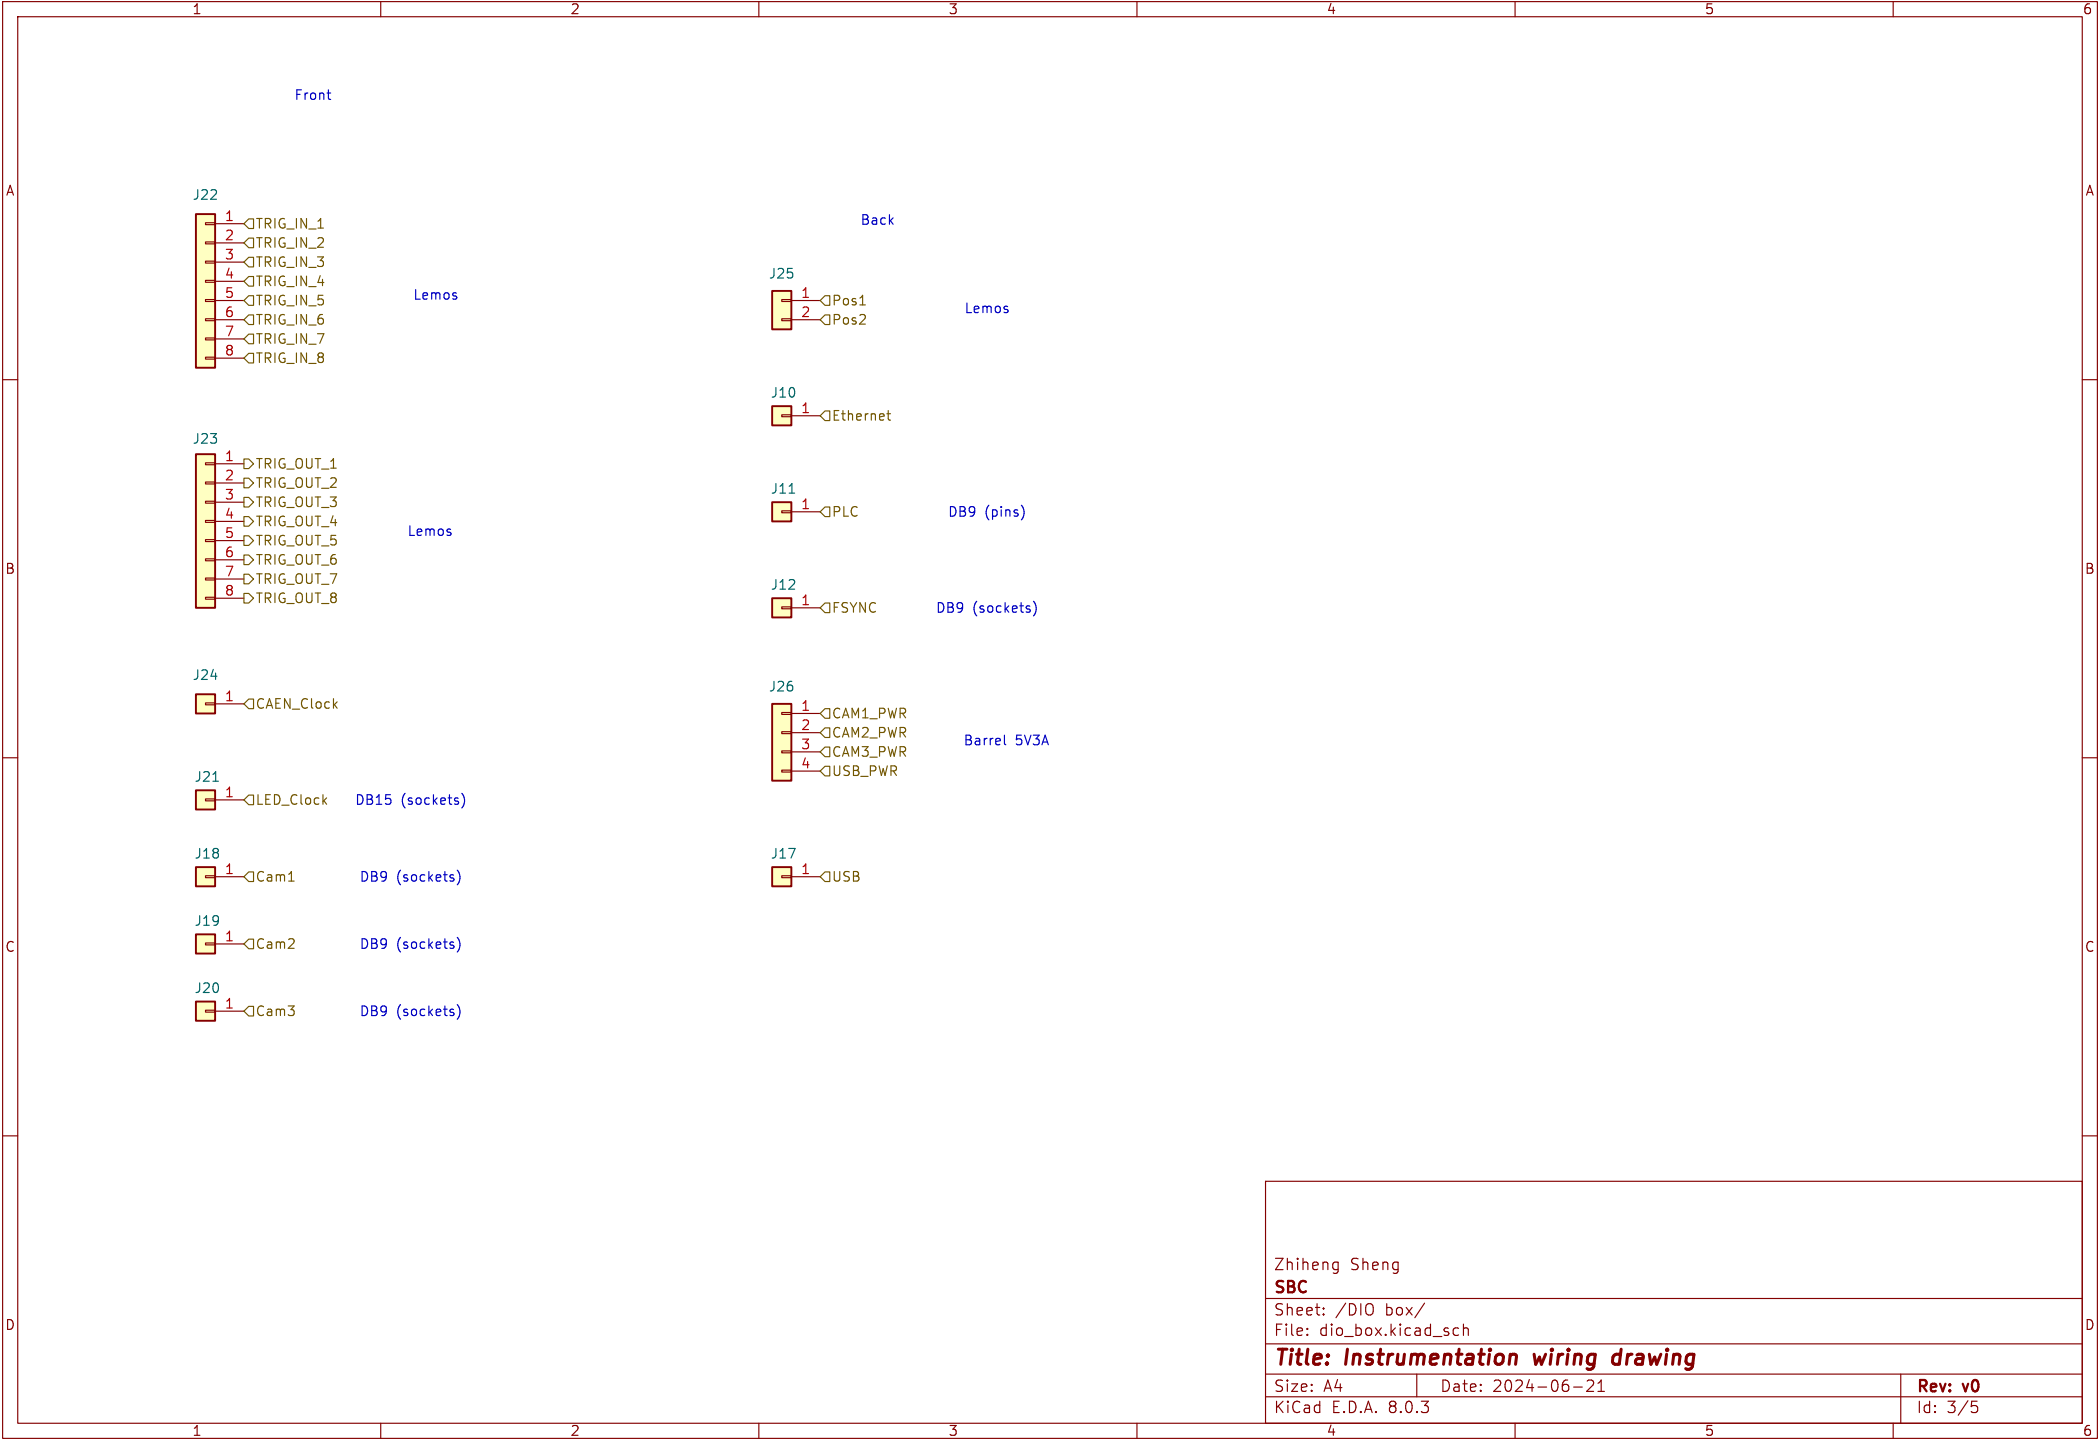 1 2 3 4 5 6
Front
A A
J22
1 TRIG_IN_1
2 TRIG_IN_2
3 TRIG_IN_3
4 TRIG_IN_4
5 TRIG_IN_5
6 TRIG_IN_6
7 TRIG_IN_7
8 TRIG_IN_8
Lemos
J23
1 TRIG_OUT_1
2 TRIG_OUT_2
3 TRIG_OUT_3
4 TRIG_OUT_4
5 TRIG_OUT_5
6 TRIG_OUT_6
7 TRIG_OUT_7
8 TRIG_OUT_8
Lemos
B B
J24
1 CAEN_Clock
J21
1 LED_Clock DB15 (sockets)
J18
1 Cam1 DB9 (sockets)
J19
1 Cam2 DB9 (sockets)
J20
1 Cam3 DB9 (sockets)
Back
J25
1 Pos1
2 Pos2
Lemos
J10
1 Ethernet
J11
1 PLC DB9 (pins)
J12
1 FSYNC DB9 (sockets)
J26
1 CAM1_PWR
2 CAM2_PWR
3 CAM3_PWR
4 USB_PWR
Barrel 5V3A
J17
1 USB
C C
Zhiheng Sheng
SBC
Sheet: /DIO box/
File: dio_box.kicad_sch
D D
Title: Instrumentation wiring drawing
Size: A4 Date: 2024-06-21 Rev: v0
KiCad E.D.A. 8.0.3 Id: 3/5
1 2 3 4 5 6